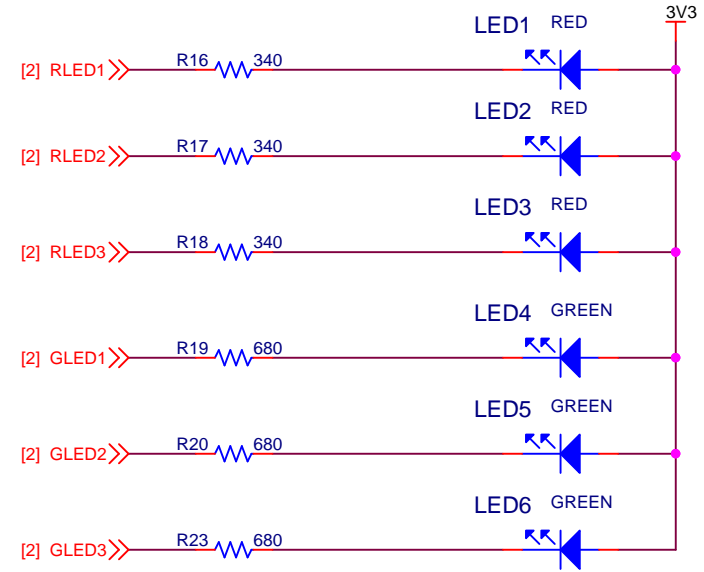 3V3
LED1 RED
[2] RLED1 R16 340
LED2 RED
[2] RLED2 R17 340
LED3 RED
[2] RLED3 R18 340
LED4 GREEN
[2] GLED1 R19 680
LED5 GREEN
[2] GLED2 R20 680
LED6 GREEN
[2] GLED3 R23 680